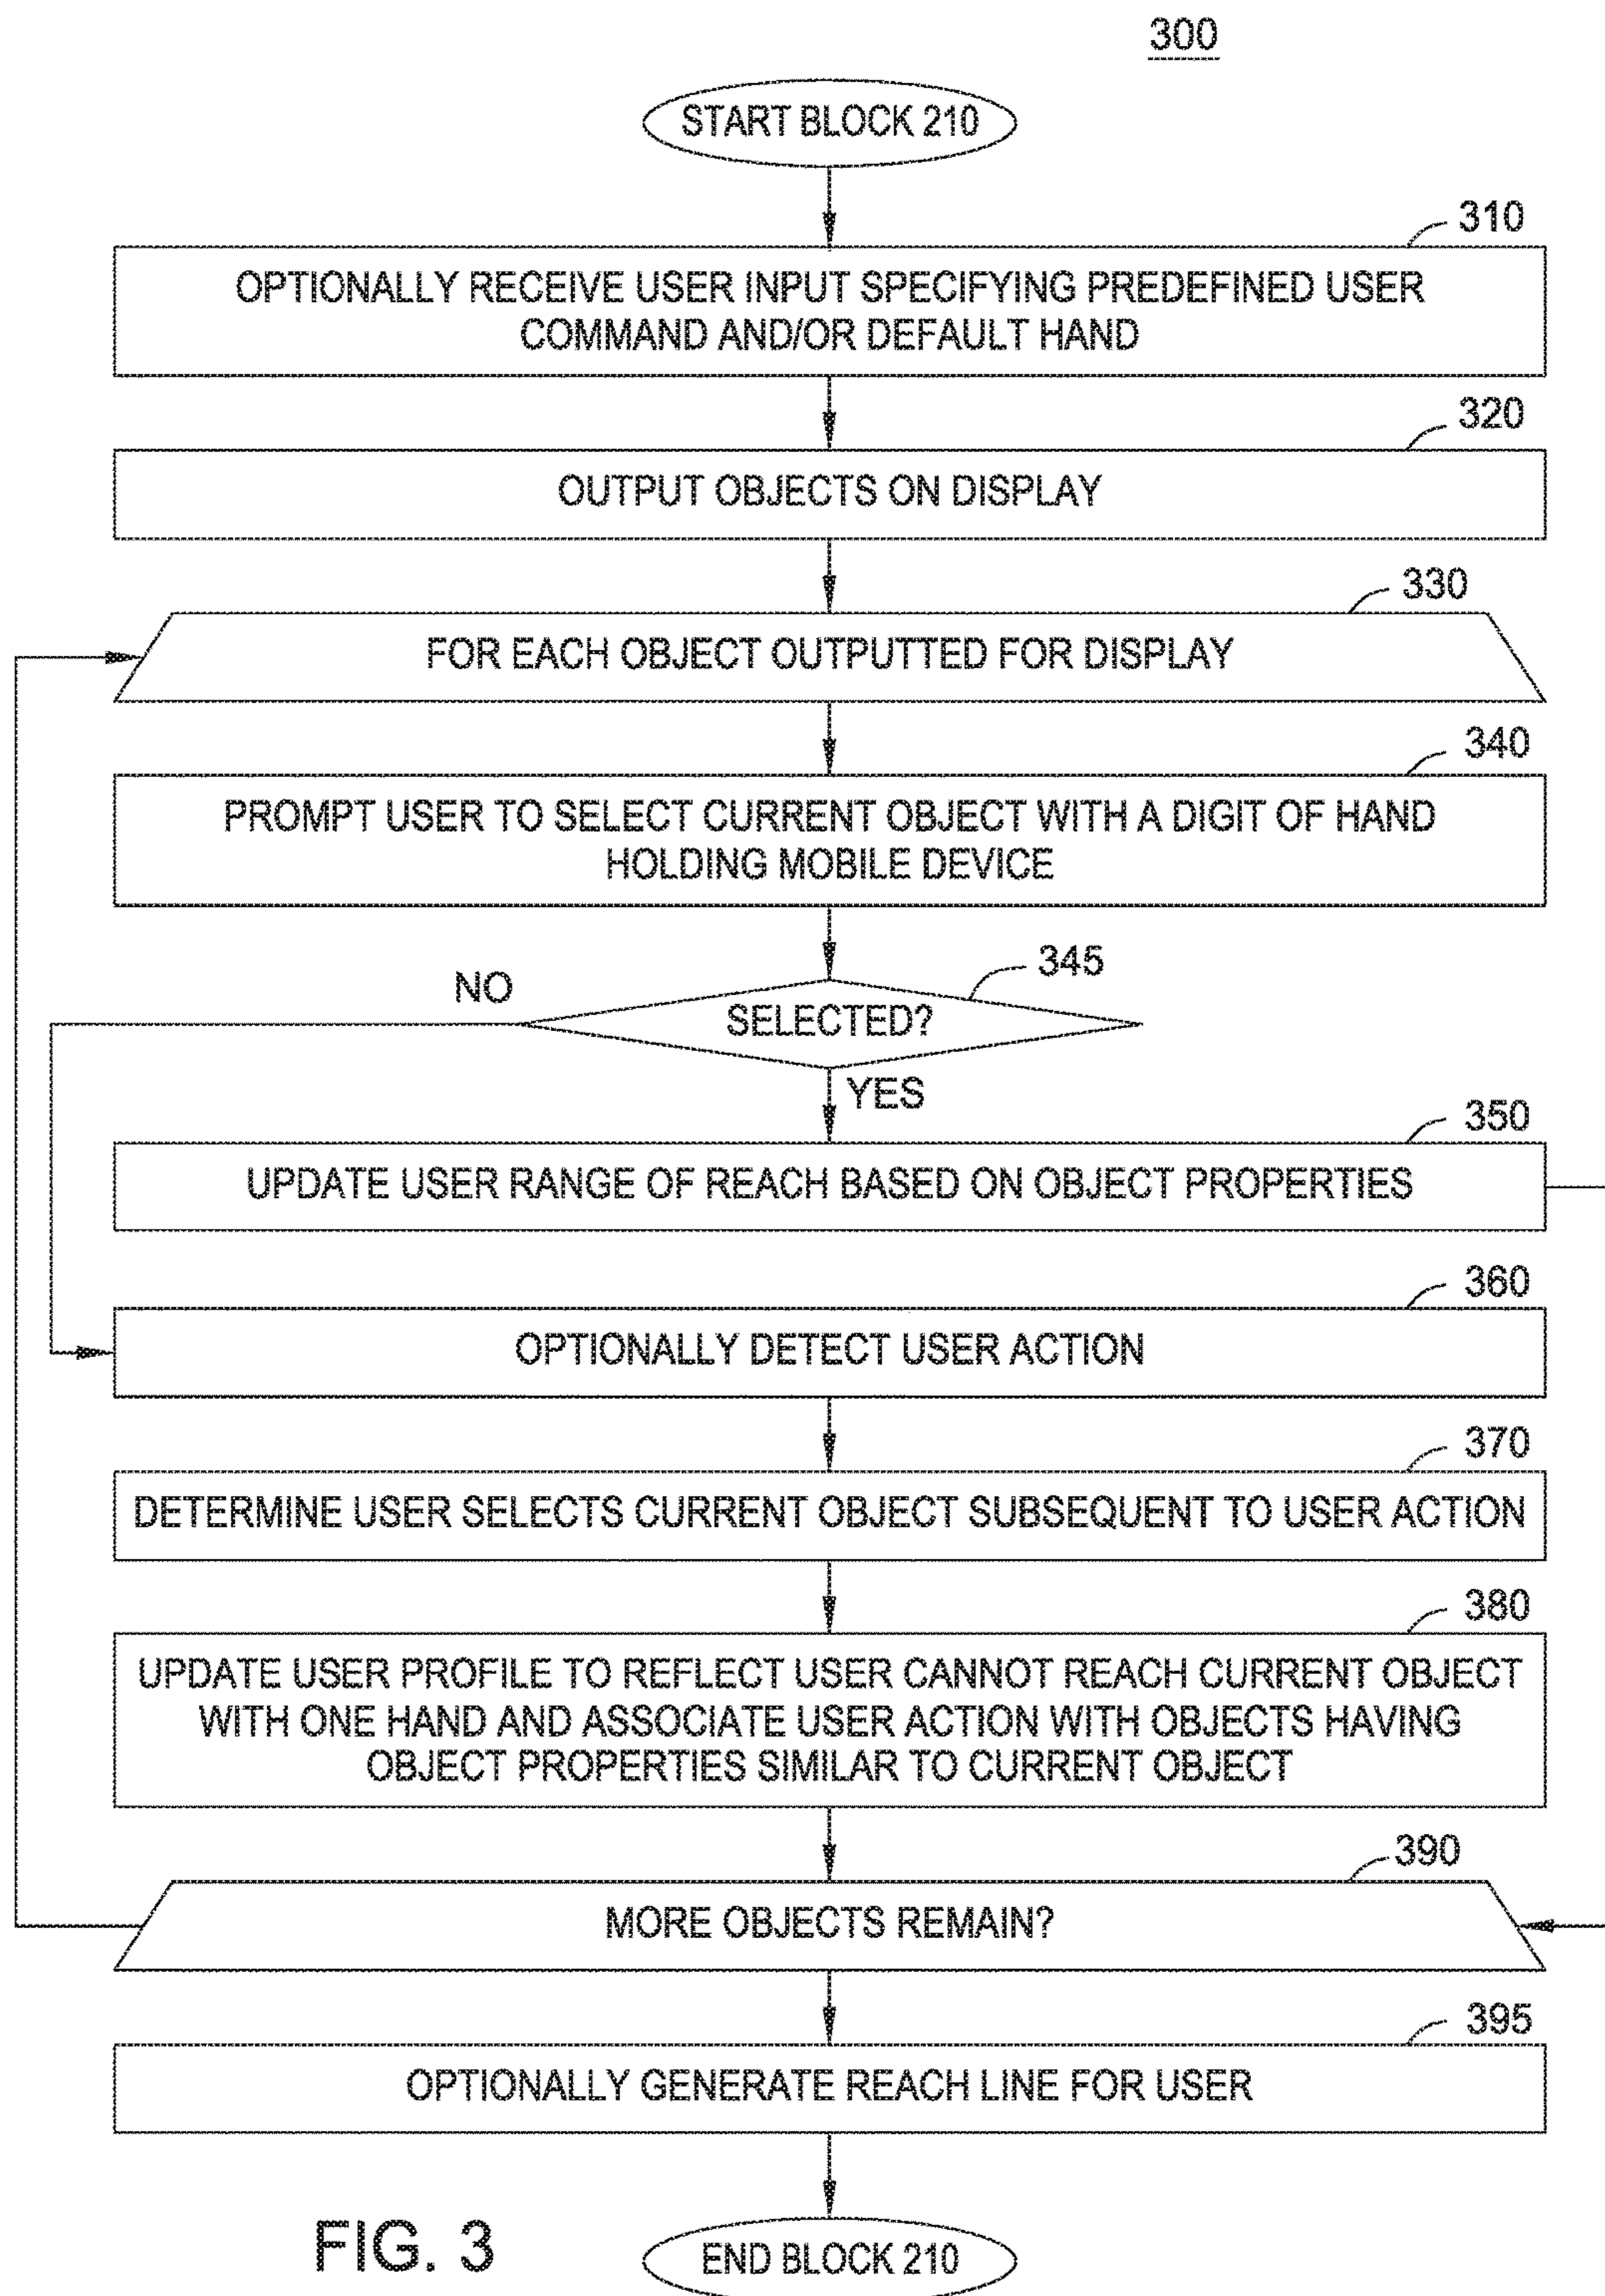 300
START BLOCK 210
310
OPTIONALLY RECEIVE USER INPUT SPECIFYING PREDEFINED USER
COMMAND AND/OR DEFAULT HAND
320
OUTPUT OBJECTS ON DISPLAY
330
FOR EACH OBJECT OUTPUTTED FOR DISPLAY
340
PROMPT USER TO SELECT CURRENT OBJECT WITH A DIGIT OF HAND
HOLDING MOBILE DEVICE
345
NO
SELECTED?
YES
350
UPDATE USER RANGE OF REACH BASED ON OBJECT PROPERTIES
360
OPTIONALLY DETECT USER ACTION
370
DETERMINE USER SELECTS CURRENT OBJECT SUBSEQUENT TO USER ACTION
380
UPDATE USER PROFILE TO REFLECT USER CANNOT REACH CURRENT OBJECT
WITH ONE HAND AND ASSOCIATE USER ACTION WITH OBJECTS HAVING
OBJECT PROPERTIES SIMILAR TO CURRENT OBJECT
390
MORE OBJECTS REMAIN?
395
OPTIONALLY GENERATE REACH LINE FOR USER
FIG. 3
END BLOCK 210